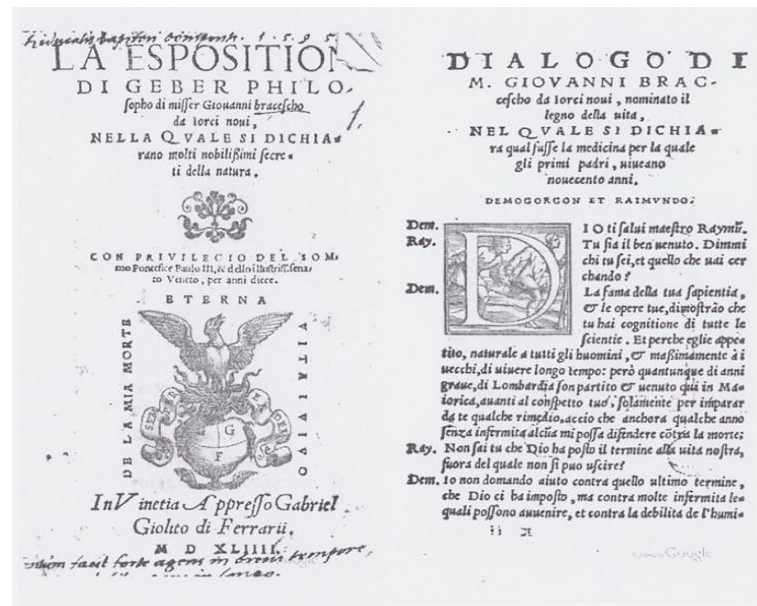 LA ESPOSITION
DI GEBER PHILO-
sopho di misser Giouanni braccescho
da Iorci noui,
NELLA QVALE SI DICHIA-
rano molti nobilißimi secre-
ti della natura.
CON PRIVILEGIO DEL SOM-
mo Pontefice Paulo III, & dello illustriss. sena-
to Veneto, per anni diece.
ETERNA
DE LA MIA MORTE
VITA I VIVO
G
F
In Vinetia Appresso Gabriel
Giolito di Ferrarii.
M D XLIIII.
DIALOGO DI
M. GIOVANNI BRAC-
cescho da Iorci noui, nominato il
legno della uita,
NEL QVALE SI DICHIA-
ra qual fusse la medicina per la quale
gli primi padri, uiueano
nouecento anni.
DEMOGORGON ET RAIMVNDO.
Dem. DIO ti salui maestro Raymũ.
Ray. Tu sia il ben uenuto. Dimmi
chi tu sei, et quello che uai cer
chando?
Dem. La fama della tua sapientia,
& le opere tue, dimostrão che
tu hai cognitione di tutte le
scientie. Et perche eglie appe-
tito, naturale a tutti gli huomini, & maßimamente a i
uecchi, di uiuere longo tempo: però quantunque di anni
graue, di Lombardia son partito & uenuto qui in Ma-
iorica, auanti al conspetto tuo, solamente per imparar
da te qualche rimedio, accio che anchora qualche anno
senza infermita alcũa mi possa difendere cõtra la morte;
Ray. Non sai tu che Dio ha posto il termine alla uita nostra,
fuora del quale non si puo uscire?
Dem. Io non domando aiuto contra quello ultimo termine,
che Dio ci ha imposto, ma contra molte infermita le-
quali possono auuenire, et contra la debilita de l'humi-
Google